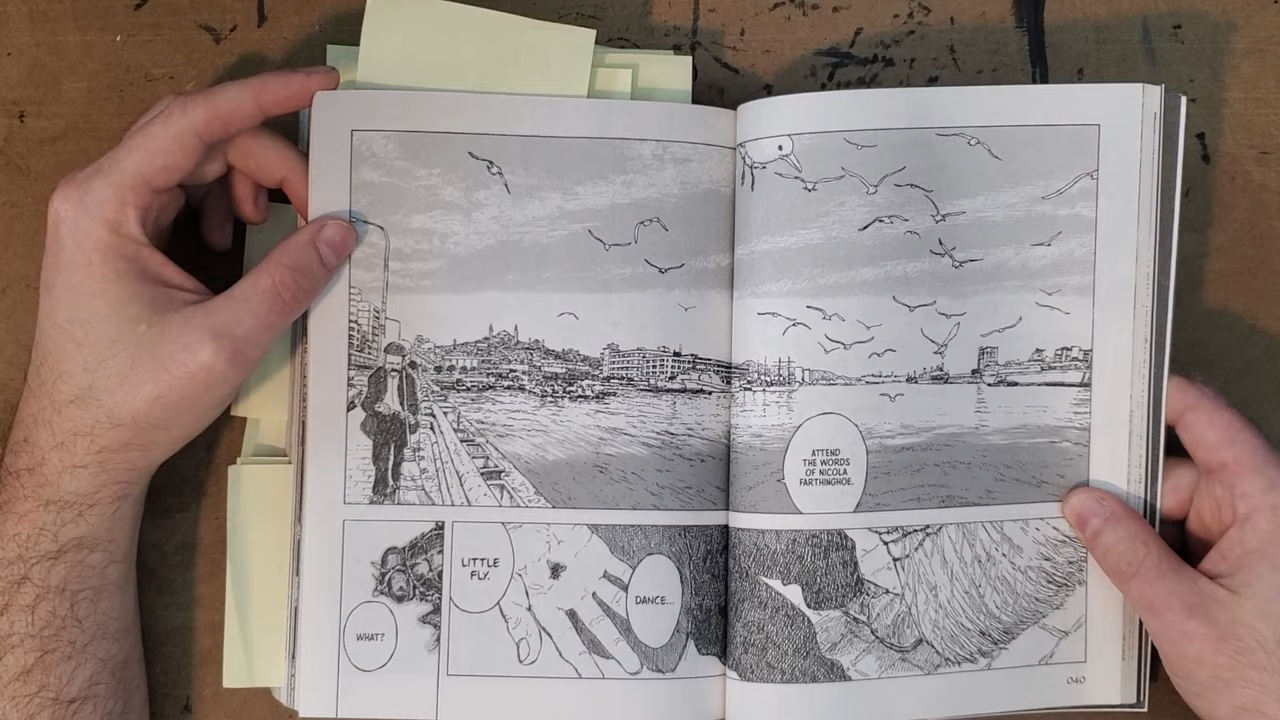 ATTEND
THE WORDS
OF NICOLA
FARTHINGHOE.
WHAT?
LITTLE
FLY.
DANCE...
040